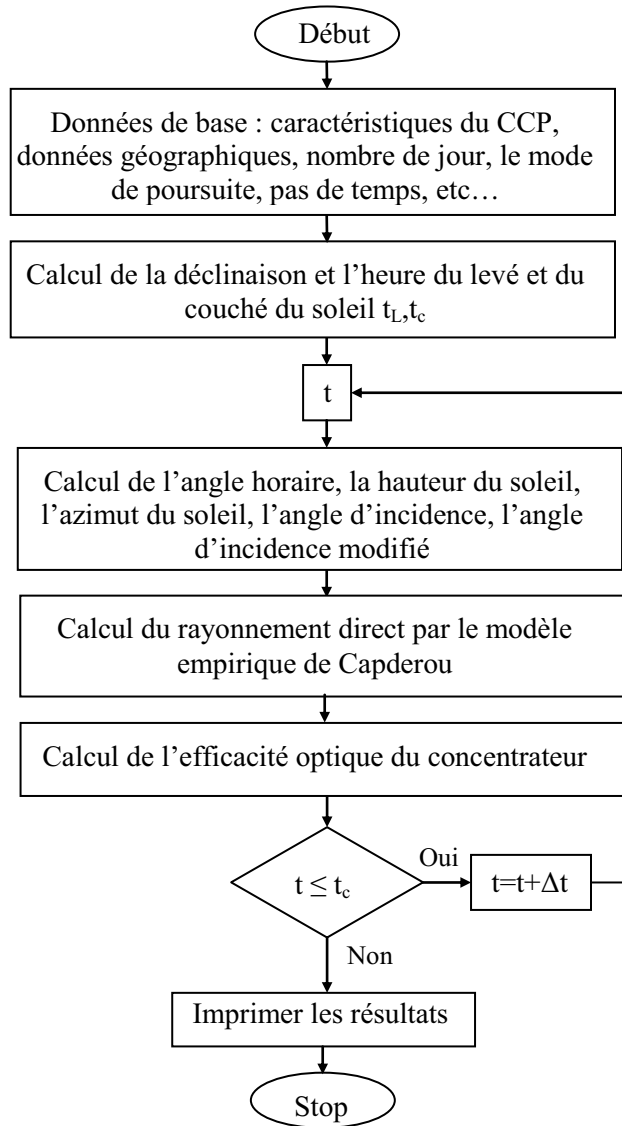 Début
Données de base : caractéristiques du CCP,
données géographiques, nombre de jour, le mode
de poursuite, pas de temps, etc…
Calcul de la déclinaison et l’heure du levé et du
couché du soleil tL,tc
t
Calcul de l’angle horaire, la hauteur du soleil,
l’azimut du soleil, l’angle d’incidence, l’angle
d’incidence modifié
Calcul du rayonnement direct par le modèle
empirique de Capderou
Calcul de l’efficacité optique du concentrateur
Oui
t ≤ tc
t=t+Δt
Non
Imprimer les résultats
Stop